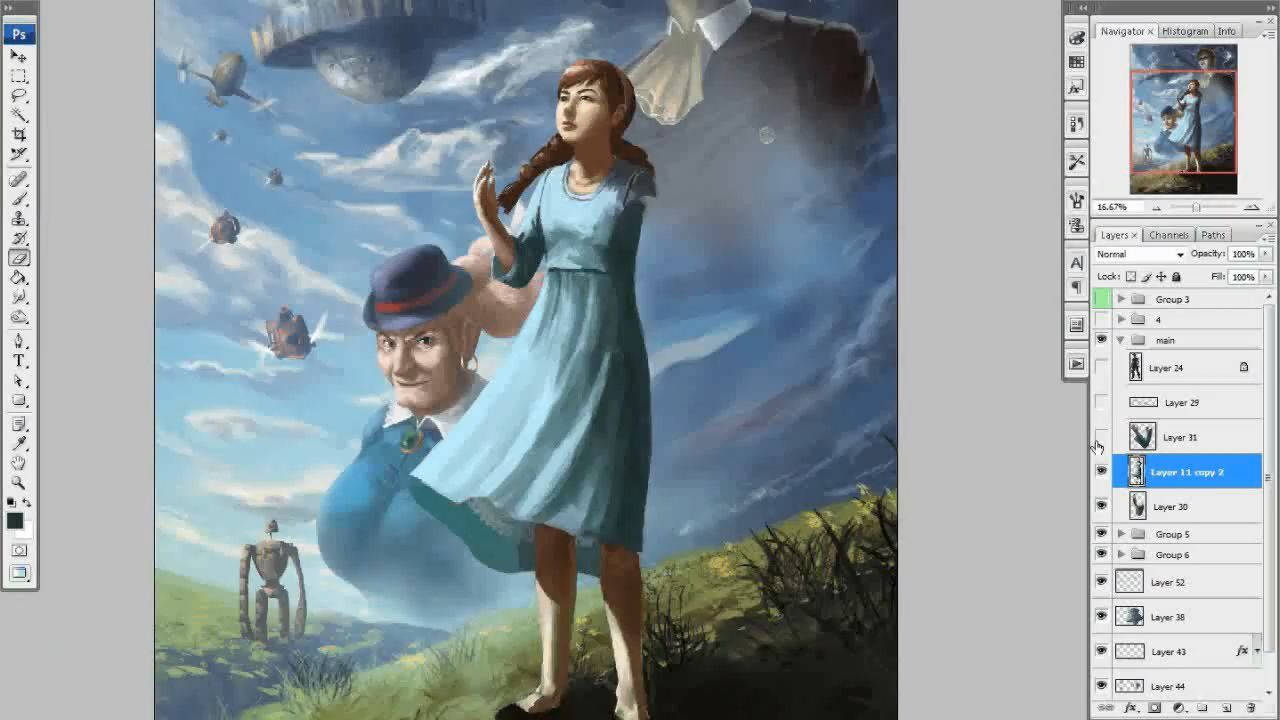 Ps
T
Navigator × Histogram Info
16.67%
Layers × Channels Paths
Normal Opacity: 100%
Lock: Fill: 100%
Group 3
4
main
Layer 24
Layer 29
Layer 31
Layer 11 copy 2
Layer 30
Group 5
Group 6
Layer 52
Layer 38
Layer 43 fx
Layer 44
fx
A
¶